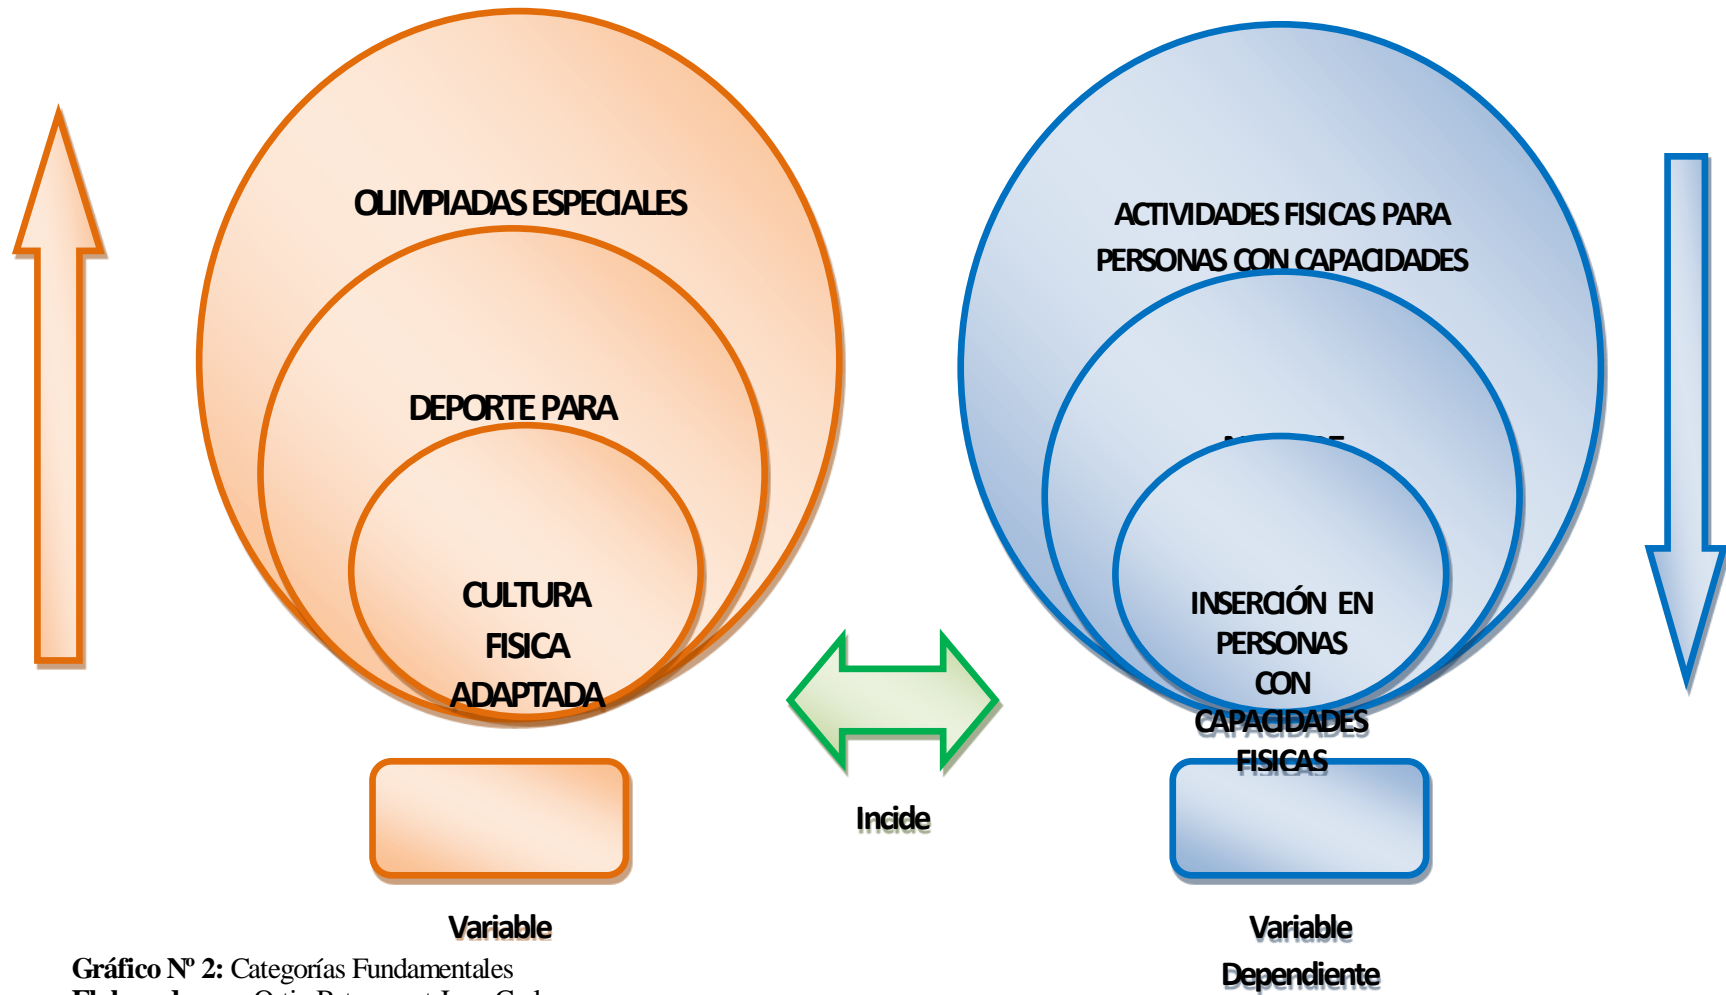 OLIMPIADAS ESPECIALES
DEPORTE PARA
CULTURA
FISICA
ADAPTADA
ACTIVIDADES FISICAS PARA
PERSONAS CON CAPACIDADES
INSERCIÓN EN
PERSONAS
CON
CAPACIDADES
FISICAS
Incide
Variable
Variable
Dependiente
Gráfico Nº 2: Categorías Fundamentales